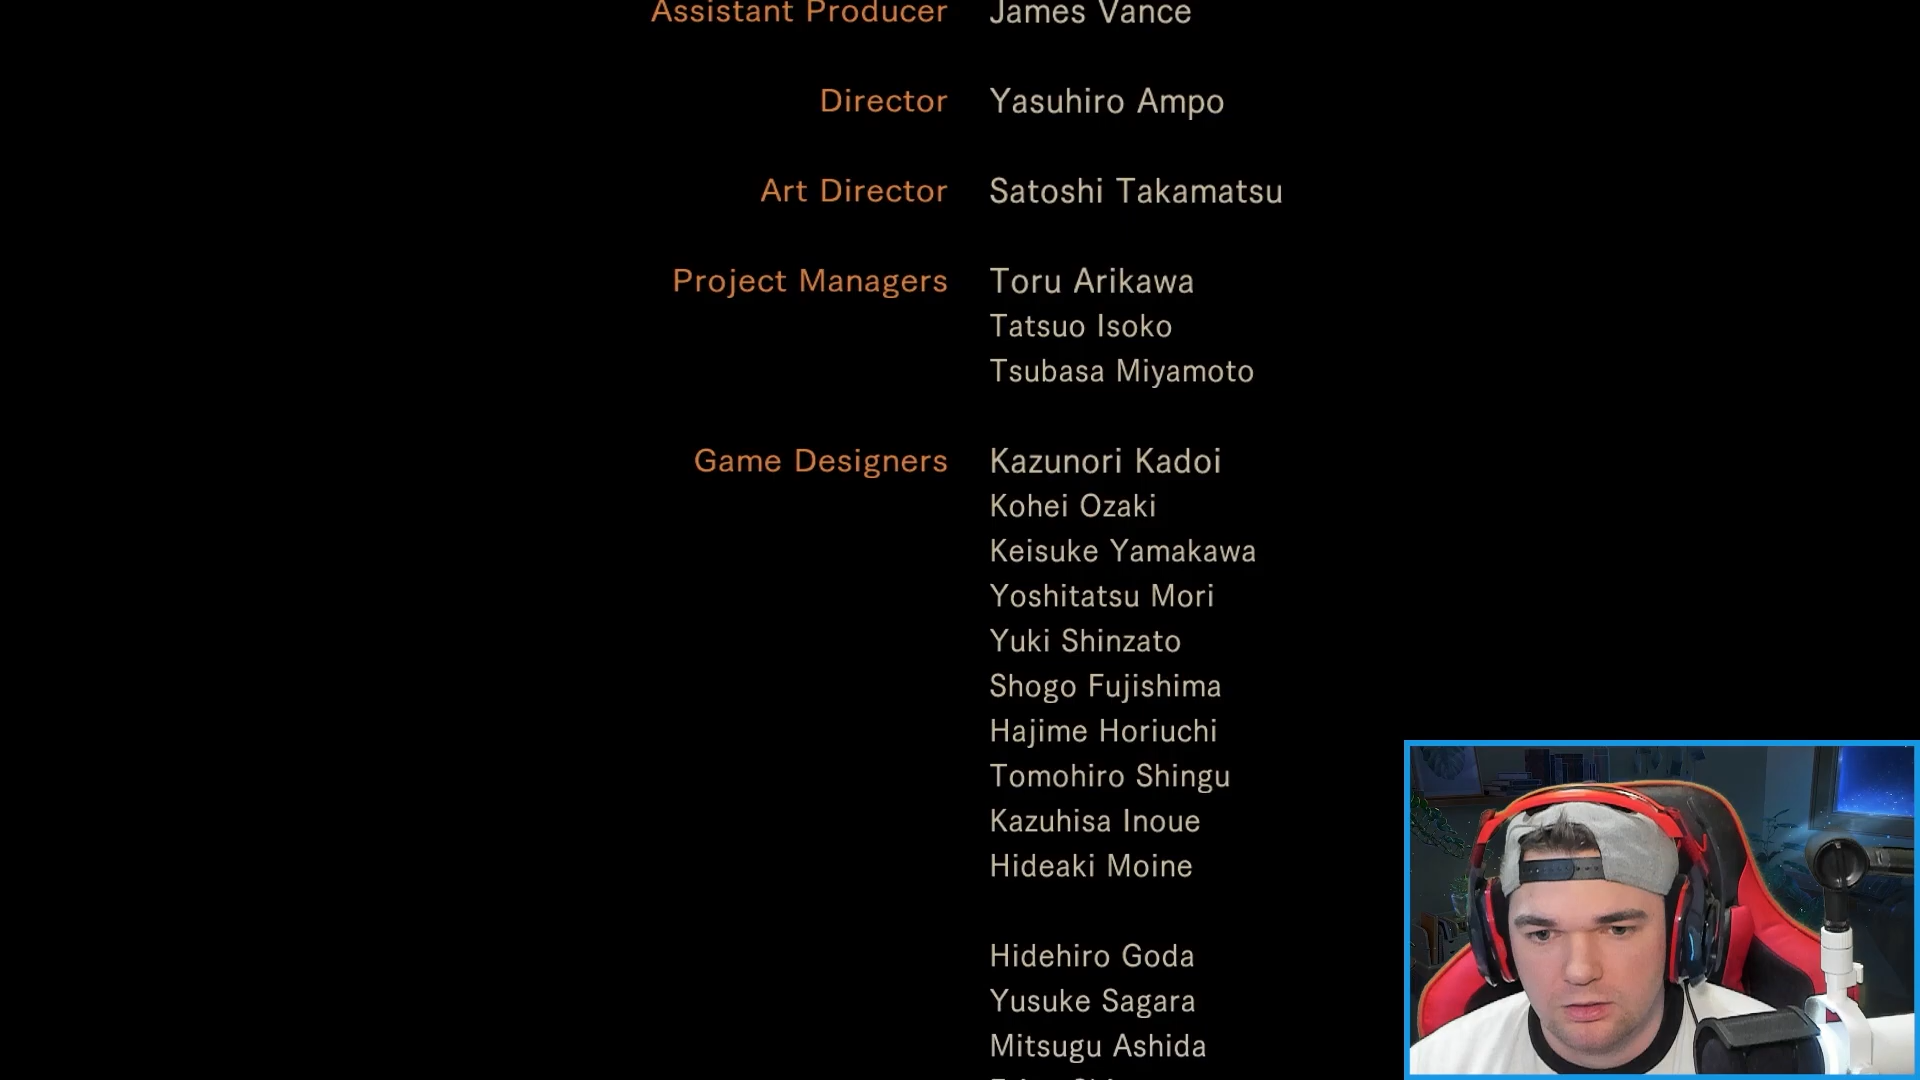 Assistant Producer James Vance
Director Yasuhiro Ampo
Art Director Satoshi Takamatsu
Project Managers Toru Arikawa
Tatsuo Isoko
Tsubasa Miyamoto
Game Designers Kazunori Kadoi
Kohei Ozaki
Keisuke Yamakawa
Yoshitatsu Mori
Yuki Shinzato
Shogo Fujishima
Hajime Horiuchi
Tomohiro Shingu
Kazuhisa Inoue
Hideaki Moine
Hidehiro Goda
Yusuke Sagara
Mitsugu Ashida